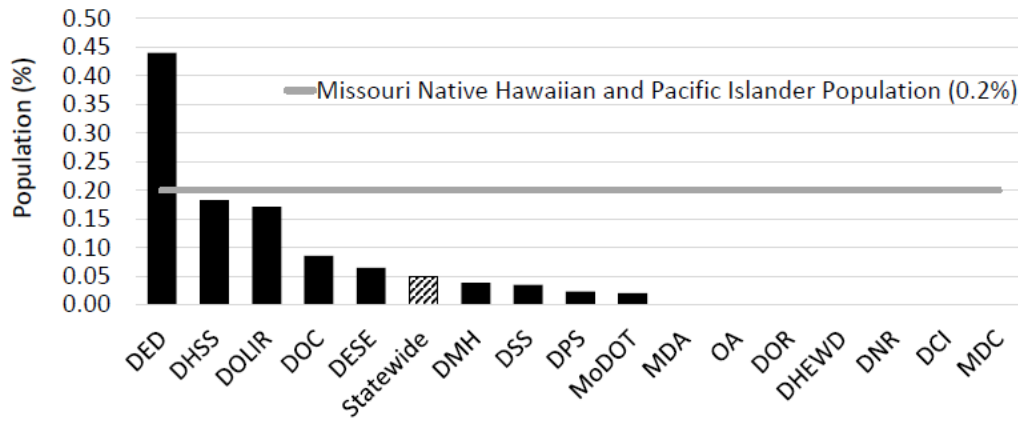 Population (%)
0.50
0.45
0.40
0.35
0.30
0.25
0.20
0.15
0.10
0.05
0.00
Missouri Native Hawaiian and Pacific Islander Population (0.2%)
DED
DHSS
DOLIR
DOC
DESE
Statewide
DMH
DSS
DPS
MoDOT
MDA
OA
DOR
DHEWD
DNR
DCI
MDC